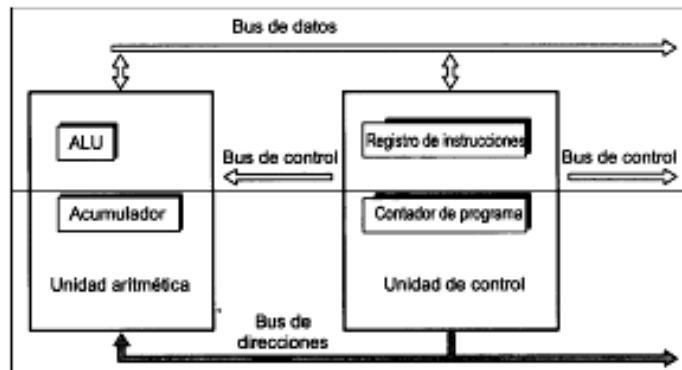 Bus de datos
ALU
Registro de instrucciones
Bus de control
Bus de control
Acumulador
Contador de programa
Unidad aritmética
Unidad de control
Bus de
direcciones